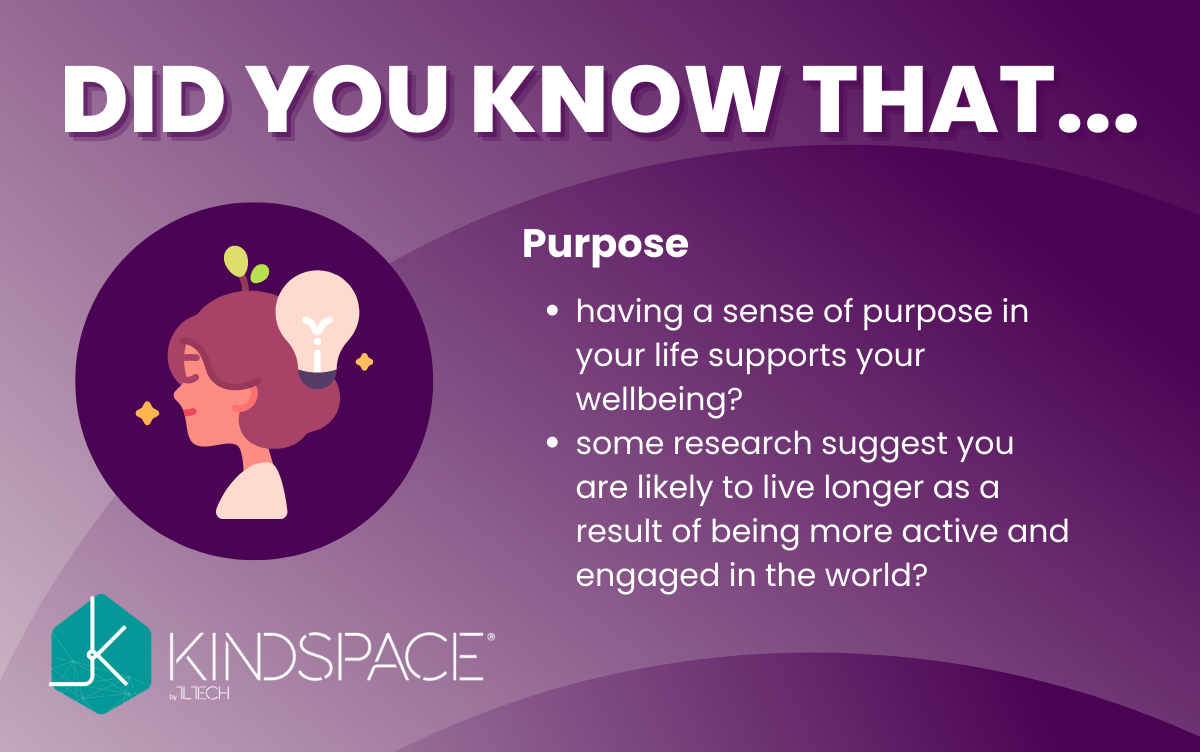 DID YOU KNOW THAT...
Purpose
• having a sense of purpose in
your life supports your
wellbeing?
• some research suggest you
are likely to live longer as a
result of being more active and
engaged in the world?
KINDSPACE®
by TLTECH